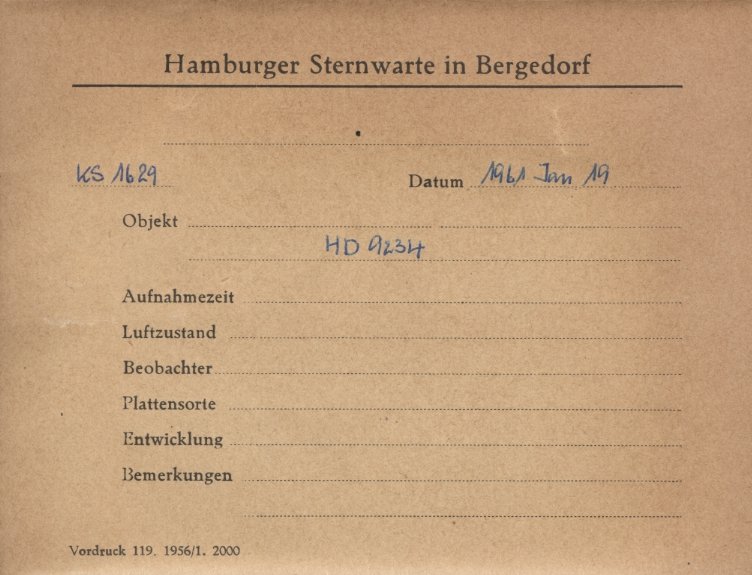 Hamburger Sternwarte in Bergedorf
KS 1629 Datum 1961 Jan 19
Objekt
HD 9234
Aufnahmezeit
Luftzustand
Beobachter
Plattensorte
Entwicklung
Bemerkungen
Vordruck 119. 1956/1. 2000